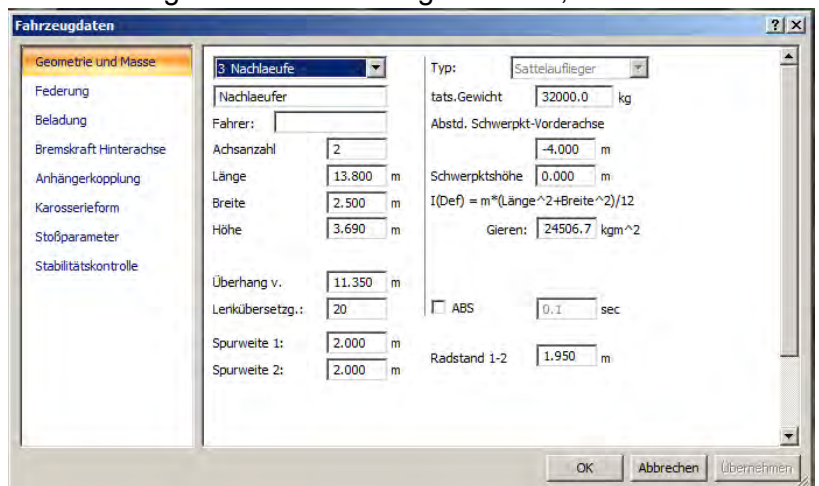 Fahrzeugdaten
Geometrie und Masse
Federung
Beladung
Bremskraft Hinterachse
Anhängerkopplung
Karosserieform
Stoßparameter
Stabilitätskontrolle
3 Nachlaeufe
Nachlaeufer
Fahrer:
Achsanzahl 2
Länge 13.800 m
Breite 2.500 m
Höhe 3.690 m
Überhang v. 11.350 m
Lenkübersetzg.: 20
Spurweite 1: 2.000 m
Spurweite 2: 2.000 m
Typ: Sattelauflieger
tats.Gewicht 32000.0 kg
Abstd. Schwerpkt-Vorderachse
-4.000 m
Schwerpktshöhe 0.000 m
I(Def) = m*(Länge^2+Breite^2)/12
Gieren: 24506.7 kgm^2
ABS 0.1 sec
Radstand 1-2 1.950 m
OK Abbrechen Übernehmen